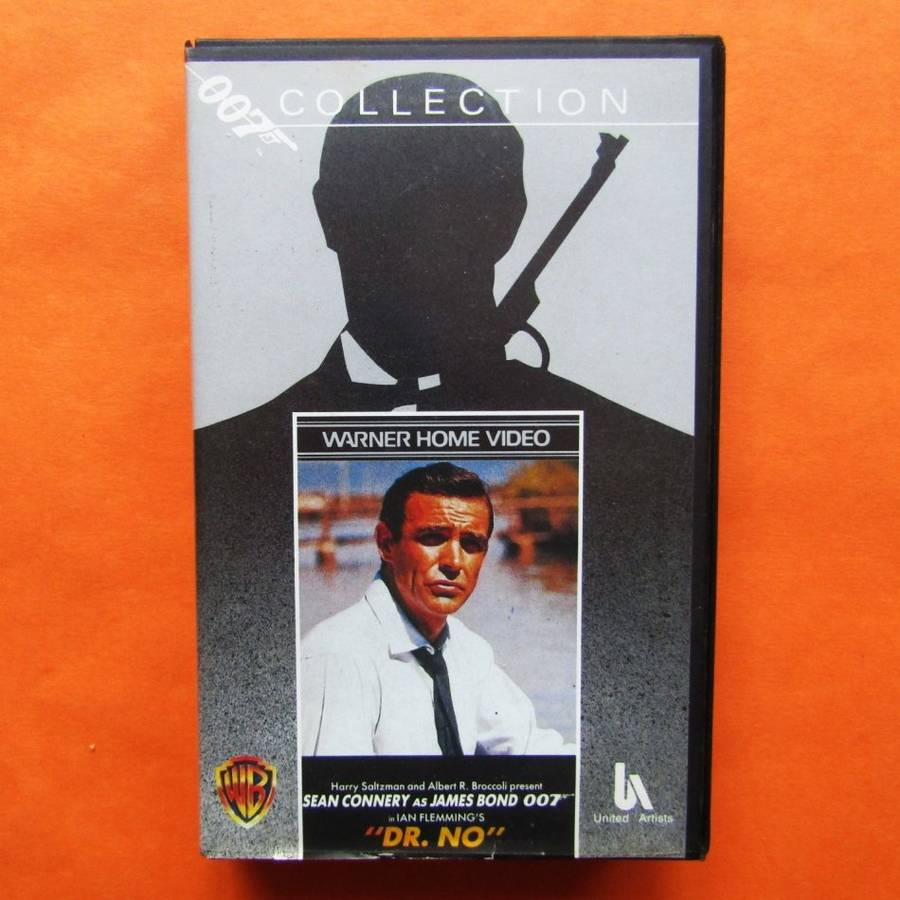 007 COLLECTION
WARNER HOME VIDEO
Harry Saltzman and Albert R. Broccoli present
SEAN CONNERY AS JAMES BOND 007
in IAN FLEMMING'S
"DR. NO"
WB
United Artists